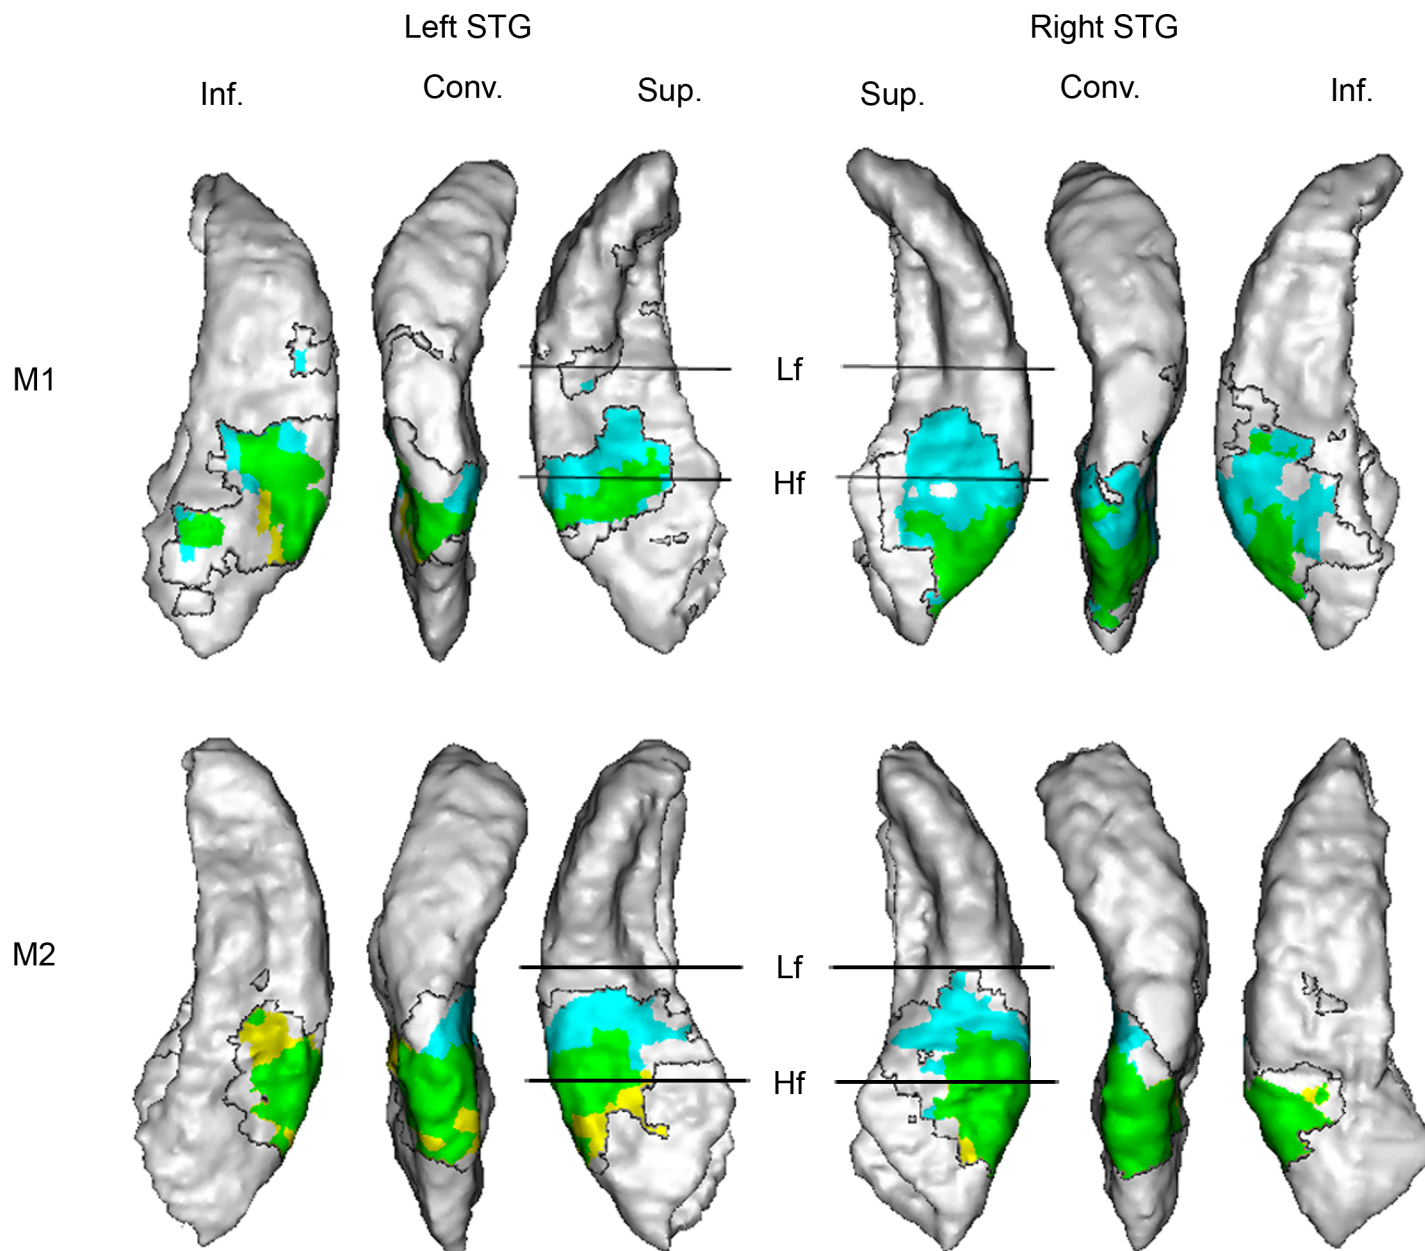 Left STG
Right STG
Inf.
Conv.
Sup.
Sup.
Conv.
Inf.
M1
Lf
Hf
M2
Lf
Hf